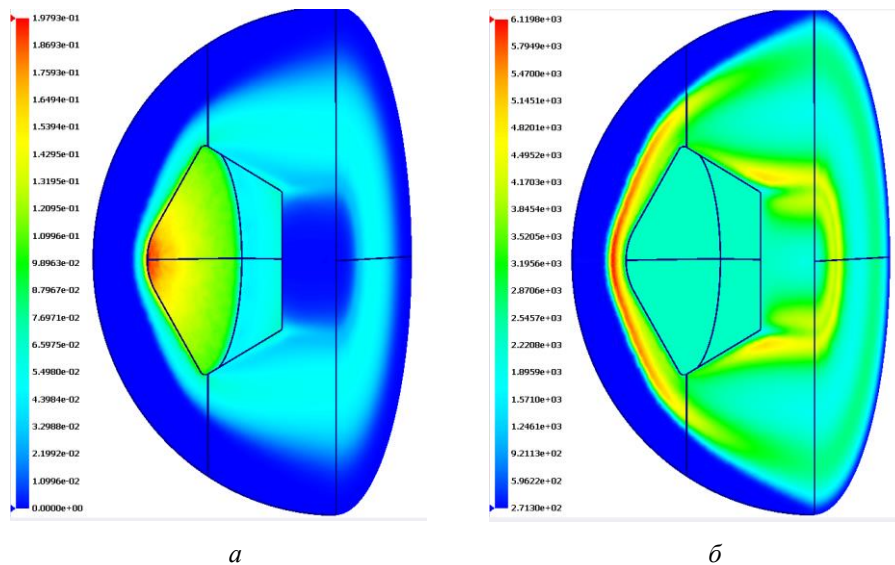 1.9793e-01
1.8693e-01
1.7593e-01
1.6494e-01
1.5394e-01
1.4295e-01
1.3195e-01
1.2095e-01
1.0996e-01
9.8963e-02
8.7967e-02
7.6971e-02
6.5975e-02
5.4980e-02
4.3984e-02
3.2988e-02
2.1992e-02
1.0996e-02
0.0000e+00
а
6.1198e+03
5.7949e+03
5.4700e+03
5.1451e+03
4.8201e+03
4.4952e+03
4.1703e+03
3.8454e+03
3.5205e+03
3.1956e+03
2.8706e+03
2.5457e+03
2.2208e+03
1.8959e+03
1.5710e+03
1.2461e+03
9.2113e+02
5.9622e+02
2.7130e+02
б